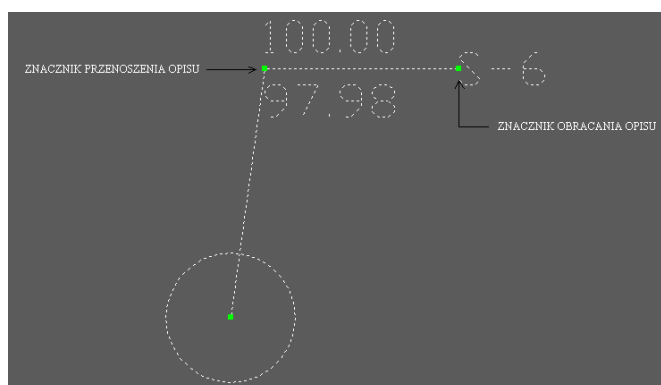 100.00
ZNACZNIK PRZENOSZENIA OPISU
S-6
97.98
ZNACZNIK OBRACANIA OPISU